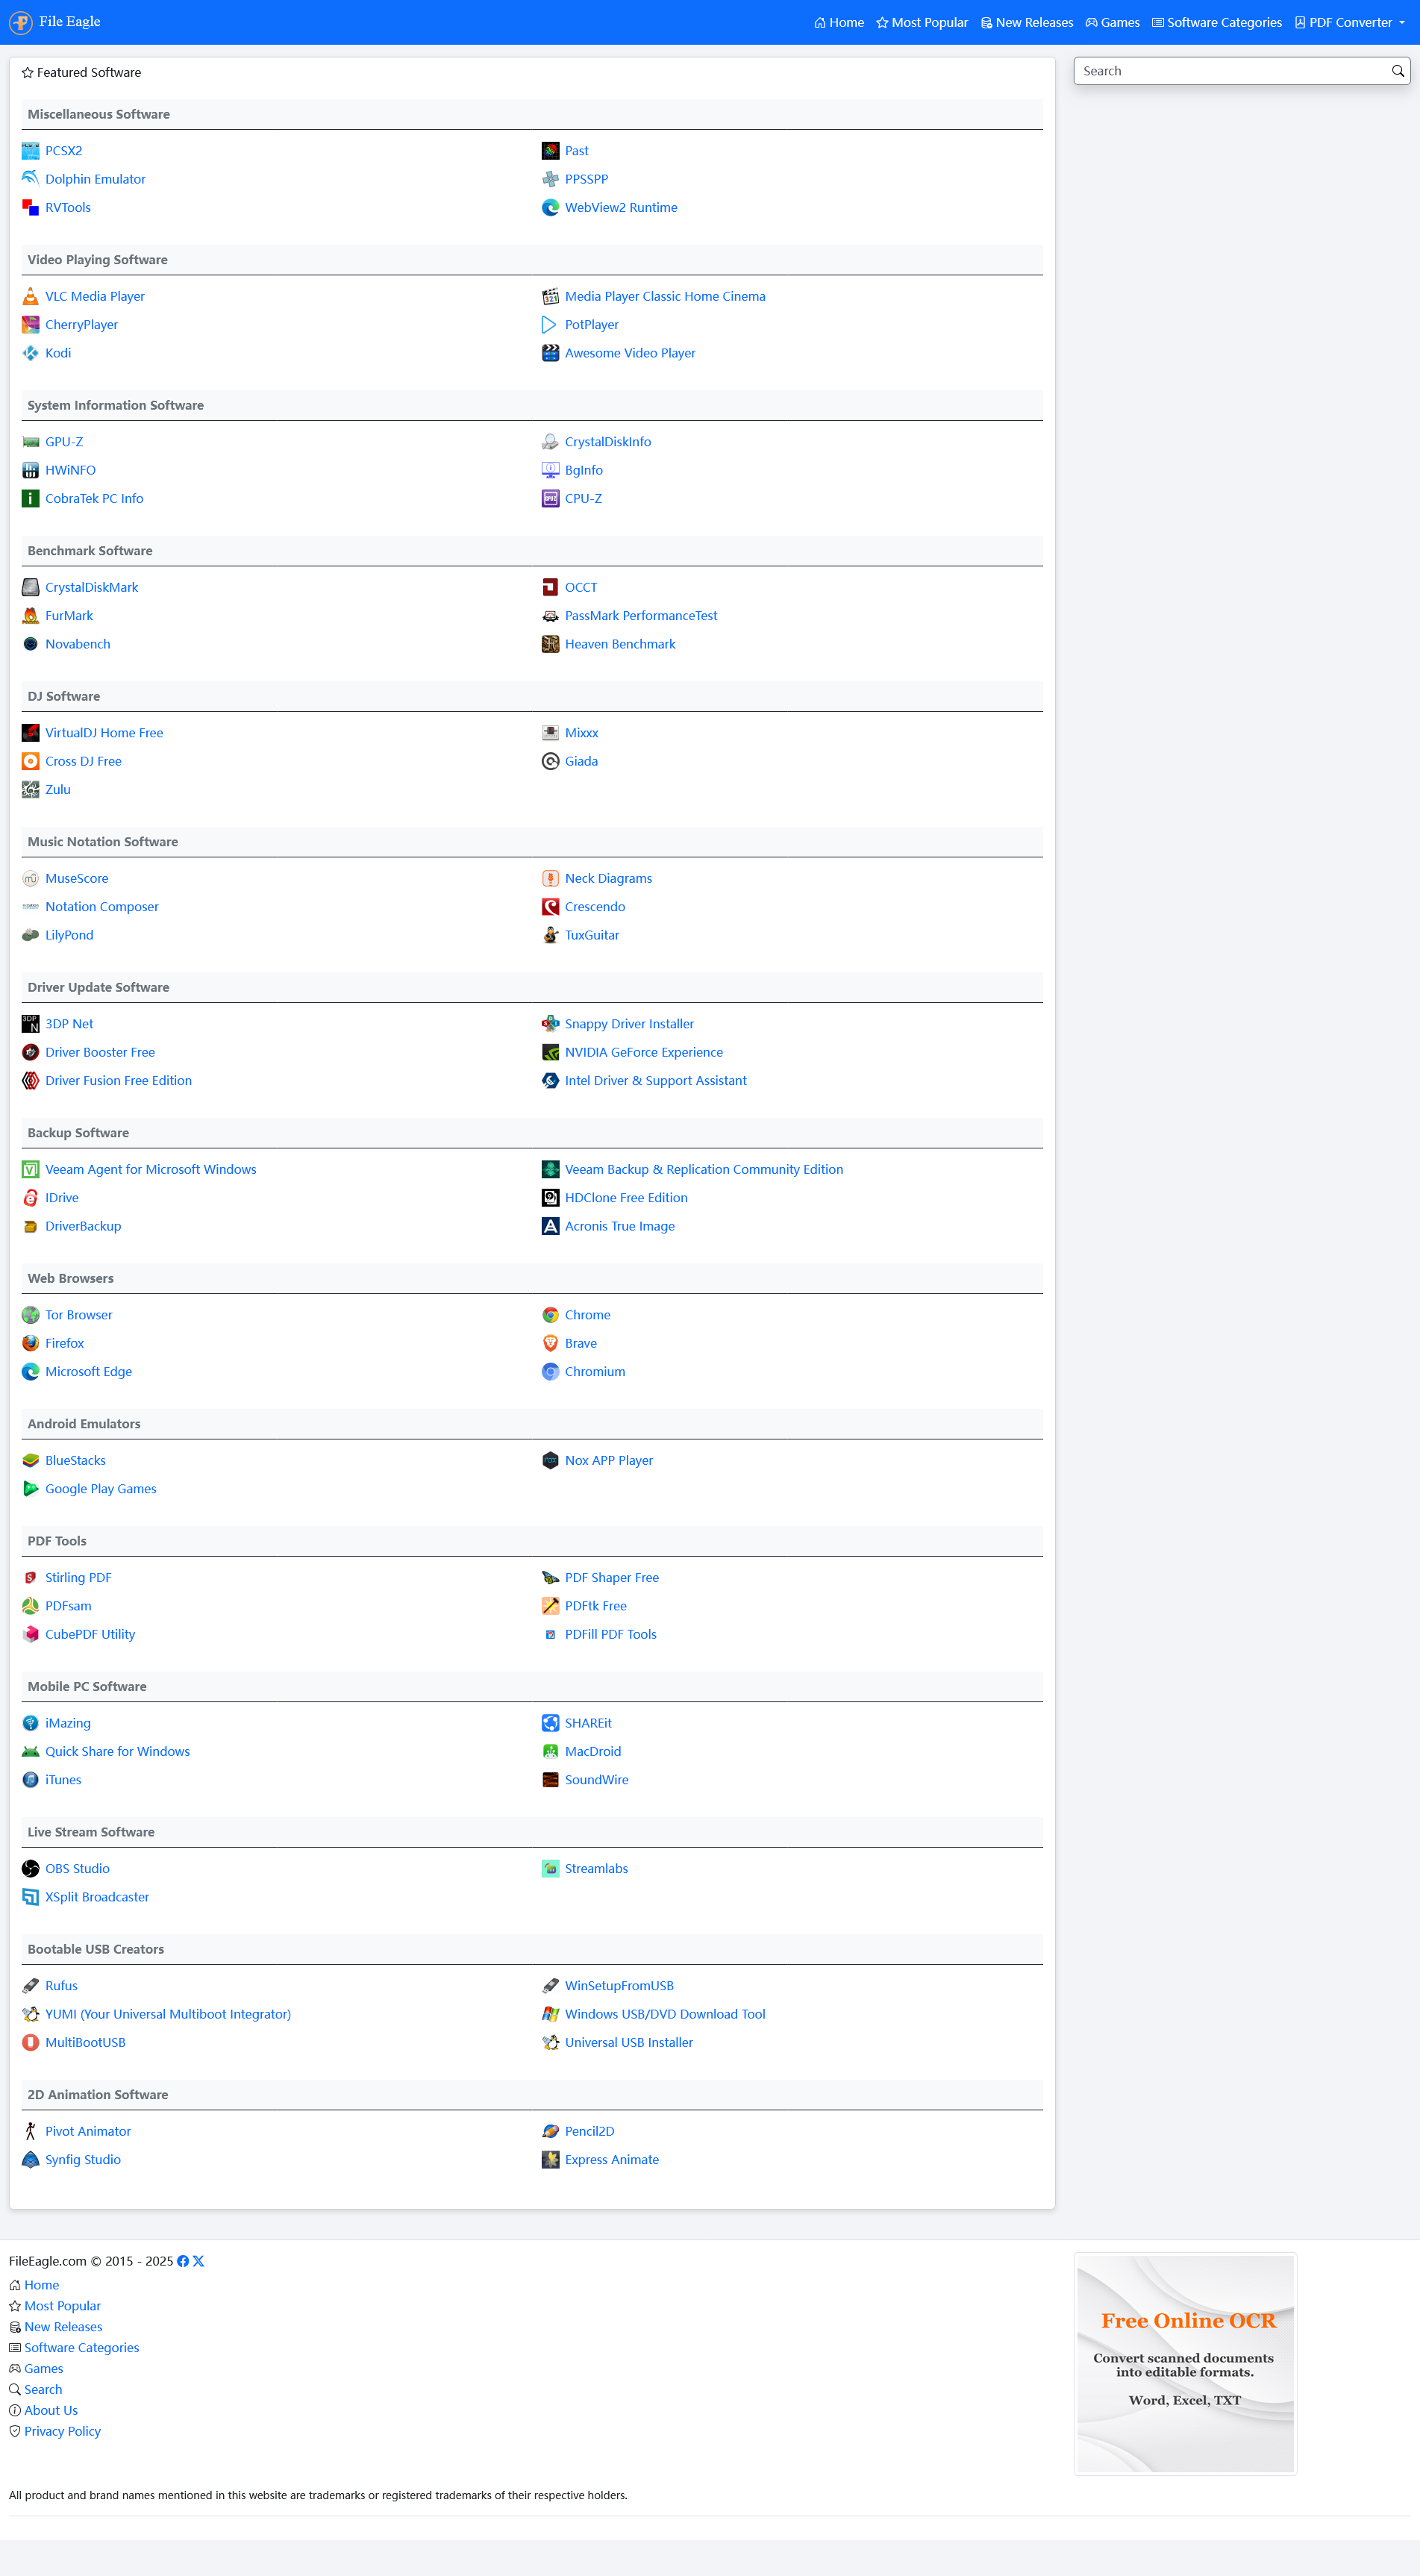 File Eagle
Home Most Popular New Releases Games Software Categories PDF Converter
Featured Software
Search
Miscellaneous Software
PCSX2
Past
Dolphin Emulator
PPSSPP
RVTools
WebView2 Runtime
Video Playing Software
VLC Media Player
Media Player Classic Home Cinema
CherryPlayer
PotPlayer
Kodi
Awesome Video Player
System Information Software
GPU-Z
CrystalDiskInfo
HWiNFO
BgInfo
CobraTek PC Info
CPU-Z
Benchmark Software
CrystalDiskMark
OCCT
FurMark
PassMark PerformanceTest
Novabench
Heaven Benchmark
DJ Software
VirtualDJ Home Free
Mixxx
Cross DJ Free
Giada
Zulu
Music Notation Software
MuseScore
Neck Diagrams
Notation Composer
Crescendo
LilyPond
TuxGuitar
Driver Update Software
3DP Net
Snappy Driver Installer
Driver Booster Free
NVIDIA GeForce Experience
Driver Fusion Free Edition
Intel Driver & Support Assistant
Backup Software
Veeam Agent for Microsoft Windows
Veeam Backup & Replication Community Edition
IDrive
HDClone Free Edition
DriverBackup
Acronis True Image
Web Browsers
Tor Browser
Chrome
Firefox
Brave
Microsoft Edge
Chromium
Android Emulators
BlueStacks
Nox APP Player
Google Play Games
PDF Tools
Stirling PDF
PDF Shaper Free
PDFsam
PDFtk Free
CubePDF Utility
PDFill PDF Tools
Mobile PC Software
iMazing
SHAREit
Quick Share for Windows
MacDroid
iTunes
SoundWire
Live Stream Software
OBS Studio
Streamlabs
XSplit Broadcaster
Bootable USB Creators
Rufus
WinSetupFromUSB
YUMI (Your Universal Multiboot Integrator)
Windows USB/DVD Download Tool
MultiBootUSB
Universal USB Installer
2D Animation Software
Pivot Animator
Pencil2D
Synfig Studio
Express Animate
FileEagle.com © 2015 - 2025
Home
Most Popular
New Releases
Software Categories
Games
Search
About Us
Privacy Policy
Free Online OCR
Convert scanned documents
into editable formats.
Word, Excel, TXT
All product and brand names mentioned in this website are trademarks or registered trademarks of their respective holders.